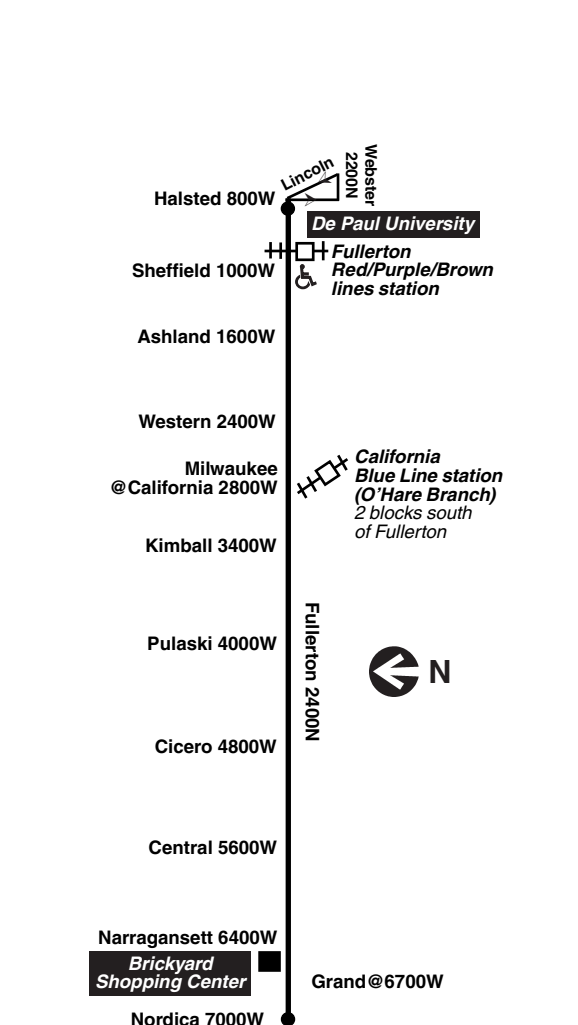 Lincoln
Webster
2200N
Halsted 800W
De Paul University
Fullerton
Red/Purple/Brown
lines station
Sheffield 1000W
Ashland 1600W
Western 2400W
Milwaukee
@California 2800W
California
Blue Line station
(O'Hare Branch)
2 blocks south
of Fullerton
Kimball 3400W
Fullerton 2400N
Pulaski 4000W
N
Cicero 4800W
Central 5600W
Narragansett 6400W
Brickyard
Shopping Center
Grand@6700W
Nordica 7000W